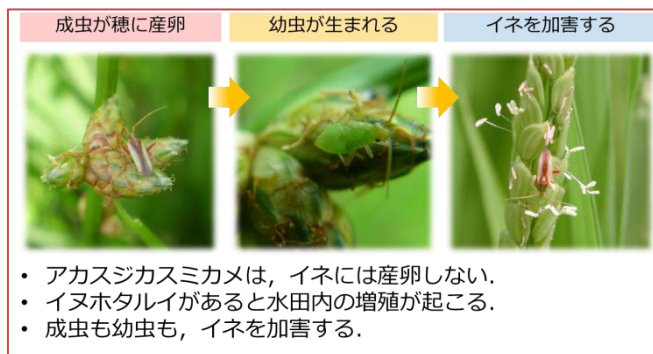 成虫が穂に産卵
幼虫が生まれる
イネを加害する
• アカスジカスミカメは，イネには産卵しない．
• イヌホタルイがあると水田内の増殖が起こる．
• 成虫も幼虫も，イネを加害する．